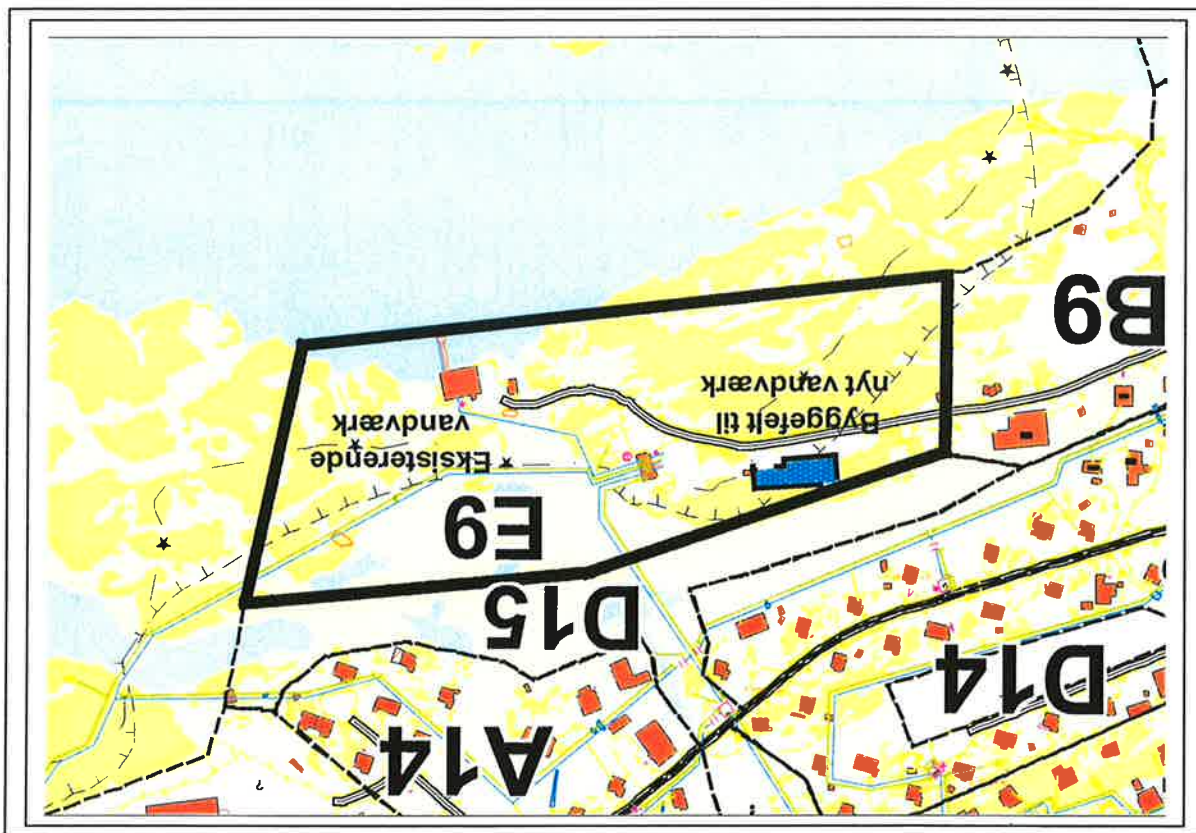 A14
D14
D15
E9
Eksisterende
vandværk
Byggefelt til
nyt vandværk
B9